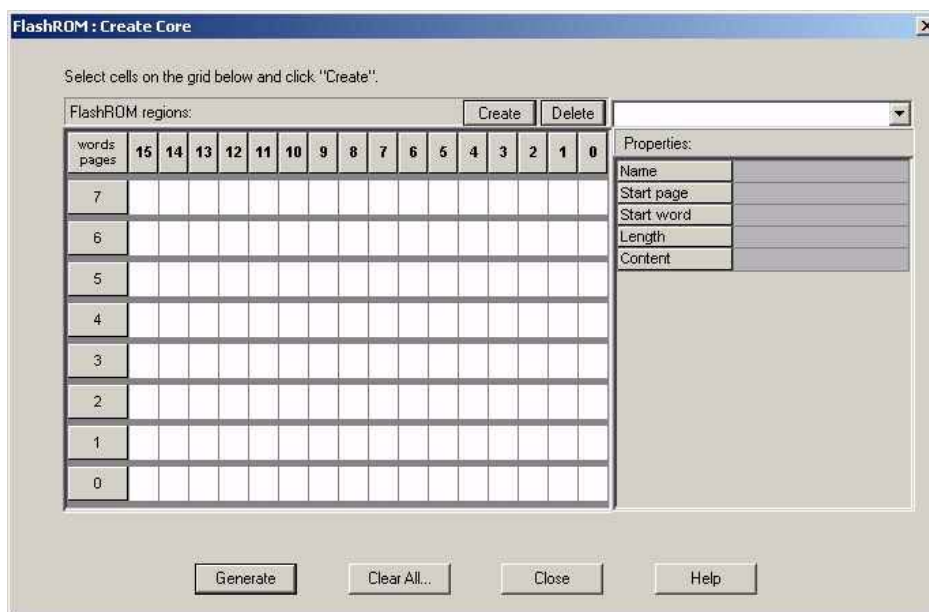 FlashROM : Create Core
Select cells on the grid below and click "Create".
FlashROM regions: Create Delete
words pages 15 14 13 12 11 10 9 8 7 6 5 4 3 2 1 0
7
6
5
4
3
2
1
0
Properties:
Name
Start page
Start word
Length
Content
Generate Clear All... Close Help